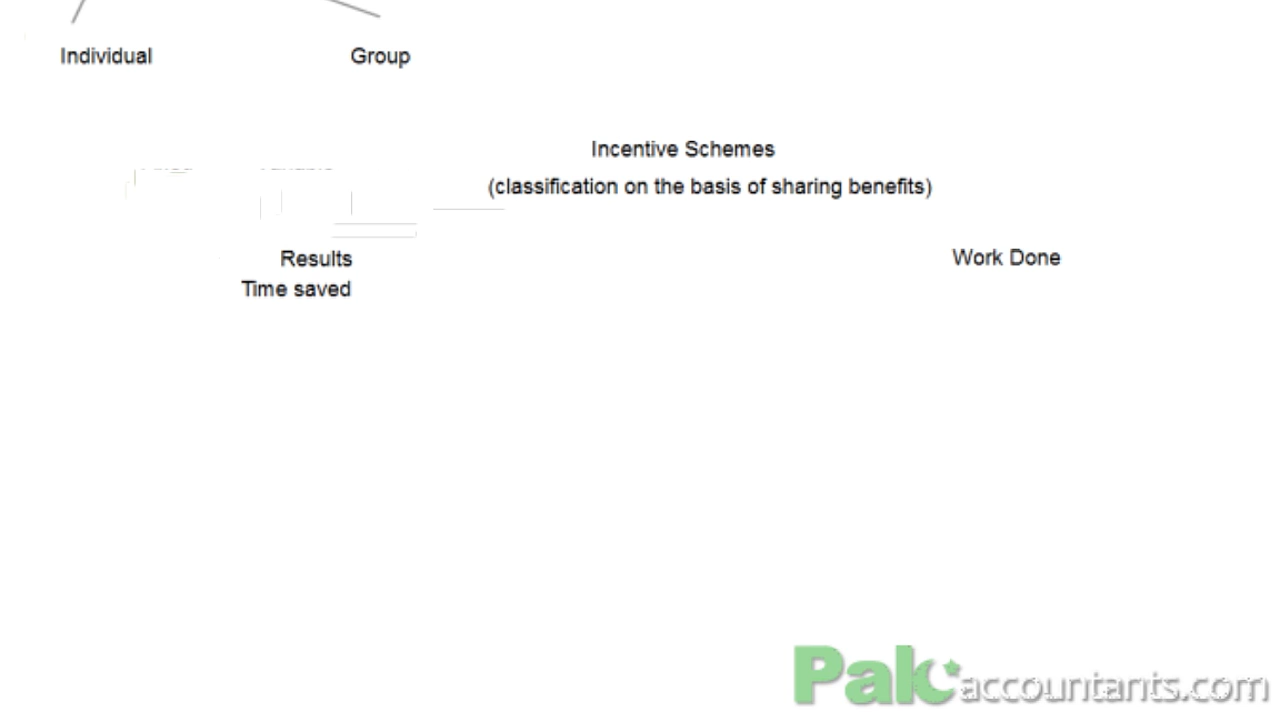 Individual Group
Incentive Schemes
(classification on the basis of sharing benefits)
Results Work Done
Time saved
Pakaccountants.com